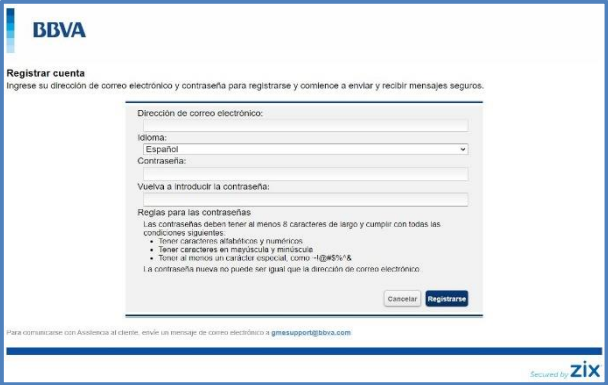 BBVA
Registrar cuenta
Ingrese su dirección de correo electrónico y contraseña para registrarse y comience a enviar y recibir mensajes seguros.
Dirección de correo electrónico:
Idioma:
Español
Contraseña:
Vuelva a introducir la contraseña:
Reglas para las contraseñas
Las contraseñas deben tener al menos 8 caracteres de largo y cumplir con todas las
condiciones siguientes:
• Tener caracteres alfabéticos y numéricos
• Tener caracteres en mayúscula y minúscula
• Tener al menos un carácter especial, como ~!@#$%^&
La contraseña nueva no puede ser igual que la dirección de correo electrónico
Cancelar Registrarse
Para comunicarse con Asistencia al cliente, envíe un mensaje de correo electrónico a gmesupport@bbva.com
Secured by zix